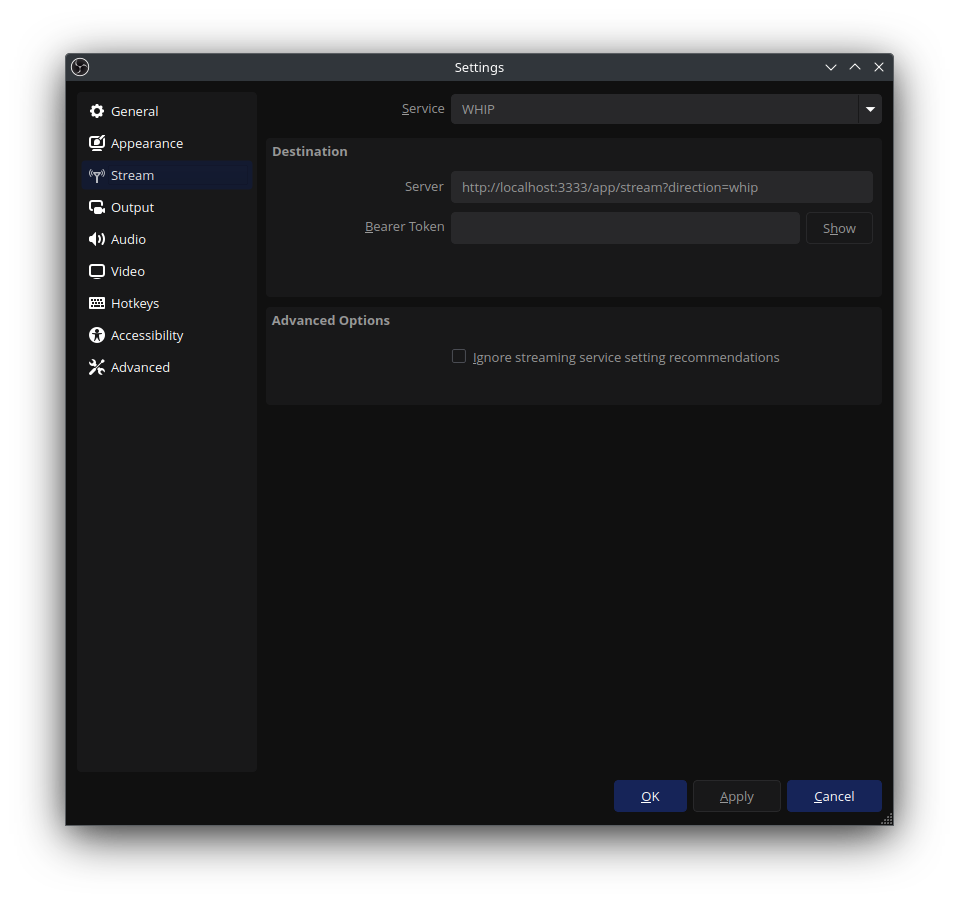 Settings
General
Appearance
Stream
Output
Audio
Video
Hotkeys
Accessibility
Advanced
Service WHIP
Destination
Server http://localhost:3333/app/stream?direction=whip
Bearer Token Show
Advanced Options
Ignore streaming service setting recommendations
OK Apply Cancel